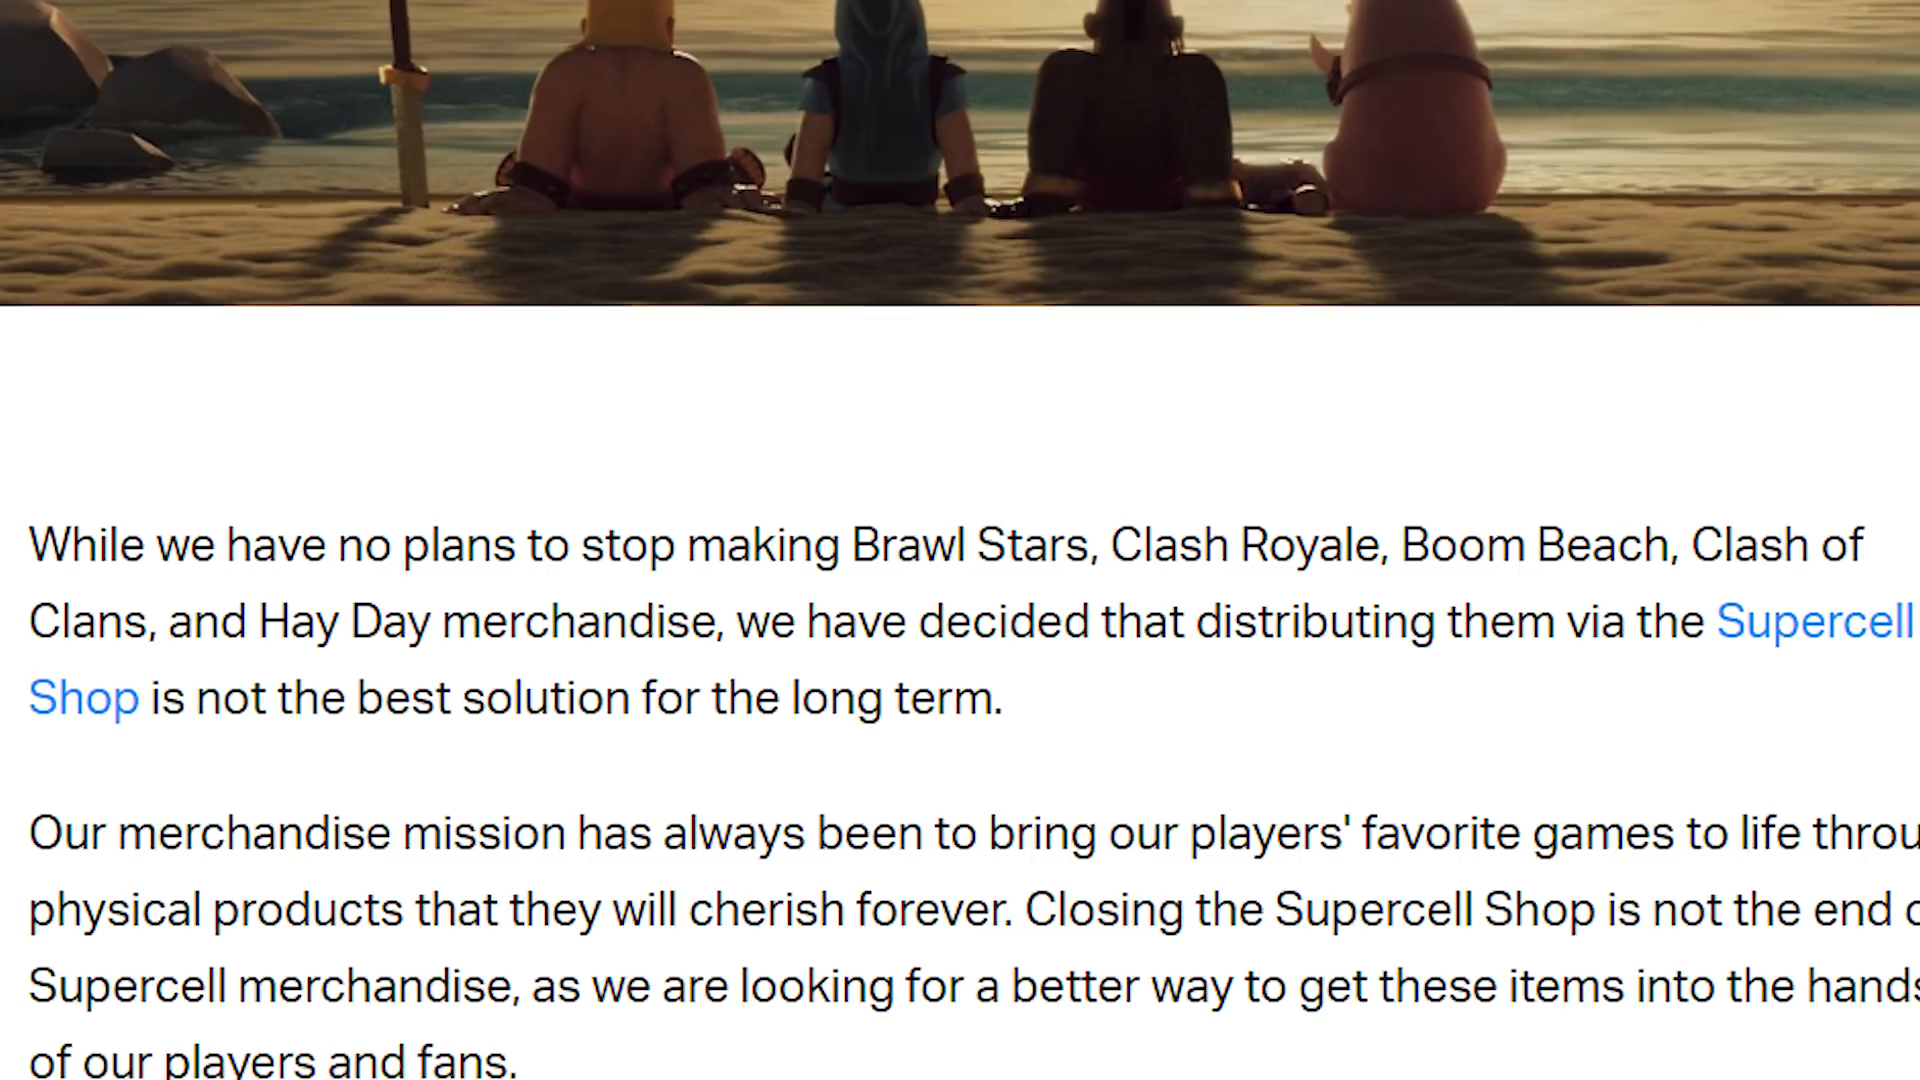 While we have no plans to stop making Brawl Stars, Clash Royale, Boom Beach, Clash of
Clans, and Hay Day merchandise, we have decided that distributing them via the Supercell
Shop is not the best solution for the long term.
Our merchandise mission has always been to bring our players' favorite games to life
physical products that they will cherish forever. Closing the Supercell Shop is not the end
Supercell merchandise, as we are looking for a better way to get these items into the hands
of our players and fans.